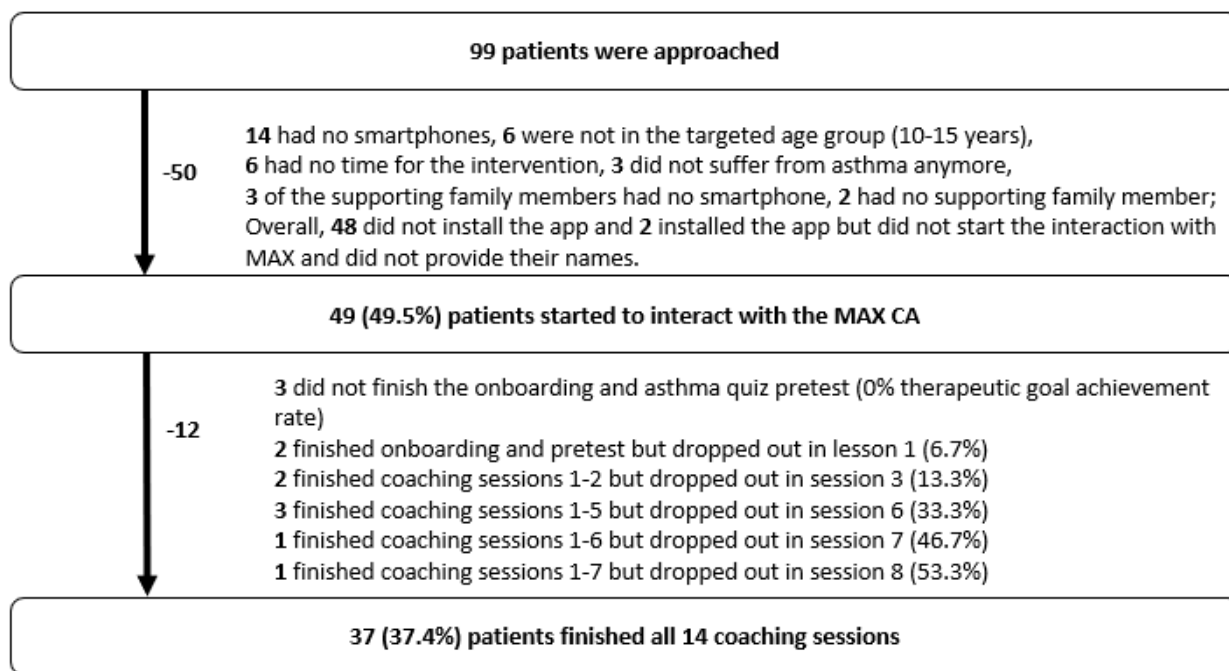 99 patients were approached
14 had no smartphones, 6 were not in the targeted age group (10-15 years),
6 had no time for the intervention, 3 did not suffer from asthma anymore,
-50
3 of the supporting family members had no smartphone, 2 had no supporting family member;
Overall, 48 did not install the app and 2 installed the app but did not start the interaction with
MAX and did not provide their names.
49 (49.5%) patients started to interact with the MAX CA
3 did not finish the onboarding and asthma quiz pretest (0% therapeutic goal achievement
rate)
-12
2 finished onboarding and pretest but dropped out in lesson 1 (6.7%)
2 finished coaching sessions 1-2 but dropped out in session 3 (13.3%)
3 finished coaching sessions 1-5 but dropped out in session 6 (33.3%)
1 finished coaching sessions 1-6 but dropped out in session 7 (46.7%)
1 finished coaching sessions 1-7 but dropped out in session 8 (53.3%)
37 (37.4%) patients finished all 14 coaching sessions